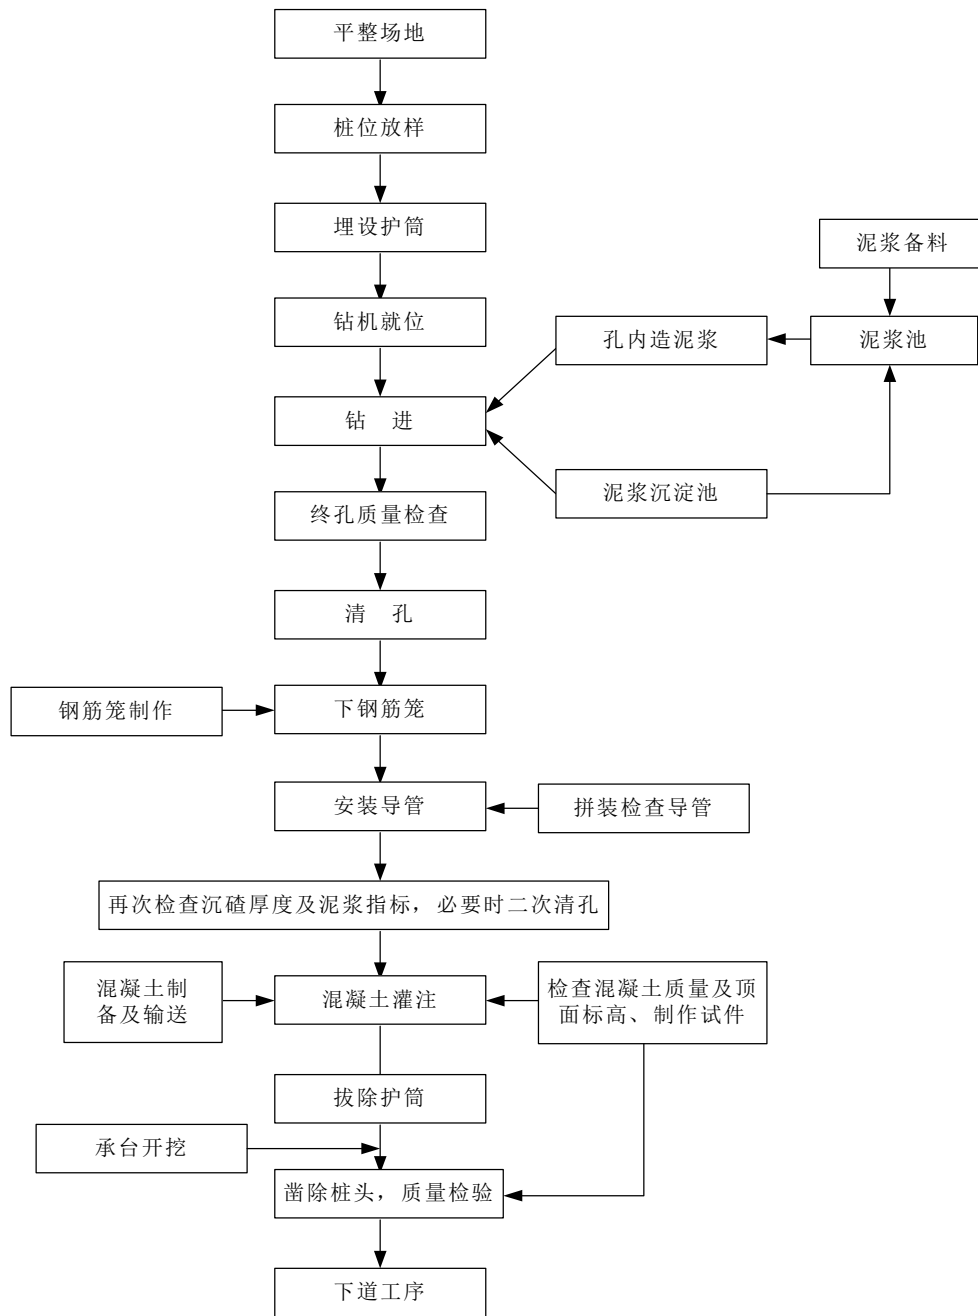 平整场地
桩位放样
埋设护筒
泥浆备料
钻机就位
孔内造泥浆
泥浆池
钻 进
泥浆沉淀池
终孔质量检查
清 孔
钢筋笼制作
下钢筋笼
安装导管
拼装检查导管
再次检查沉碴厚度及泥浆指标，必要时二次清孔
混凝土制
备及输送
混凝土灌注
检查混凝土质量及顶
面标高、制作试件
拔除护筒
承台开挖
凿除桩头，质量检验
下道工序